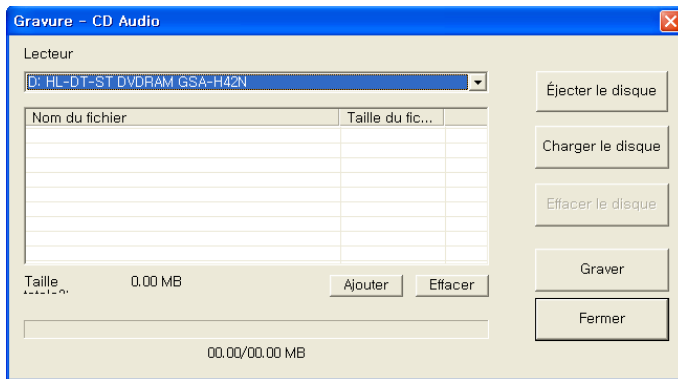 Gravure - CD Audio
Lecteur
D: HL-DT-ST DVDRAM GSA-H42N
Éjecter le disque
Nom du fichier
Taille du fic...
Charger le disque
Effacer le disque
Taille
0.00 MB
Ajouter
Effacer
Graver
Fermer
00.00/00.00 MB